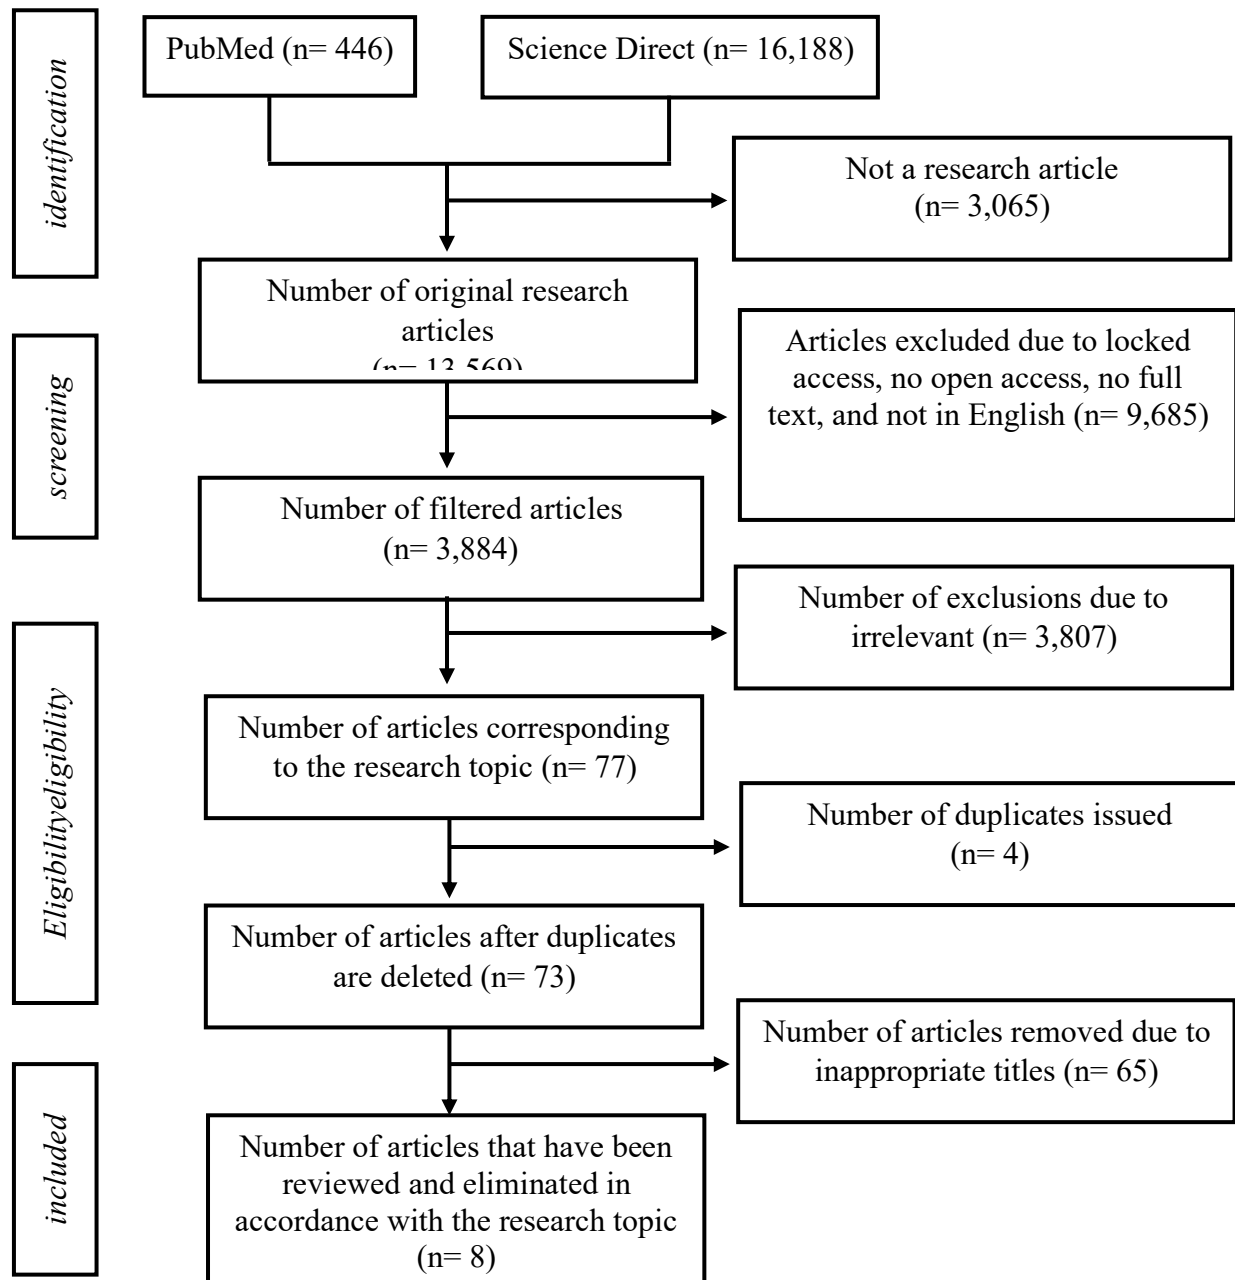 identification
PubMed (n= 446)
Science Direct (n= 16,188)
Not a research article
(n= 3,065)
Number of original research
articles
(n= 13,569)
screening
Articles excluded due to locked
access, no open access, no full
text, and not in English (n= 9,685)
Number of filtered articles
(n= 3,884)
Number of exclusions due to
irrelevant (n= 3,807)
Eligibilityeligibility
Number of articles corresponding
to the research topic (n= 77)
Number of duplicates issued
(n= 4)
Number of articles after duplicates
are deleted (n= 73)
Number of articles removed due to
inappropriate titles (n= 65)
included
Number of articles that have been
reviewed and eliminated in
accordance with the research topic
(n= 8)